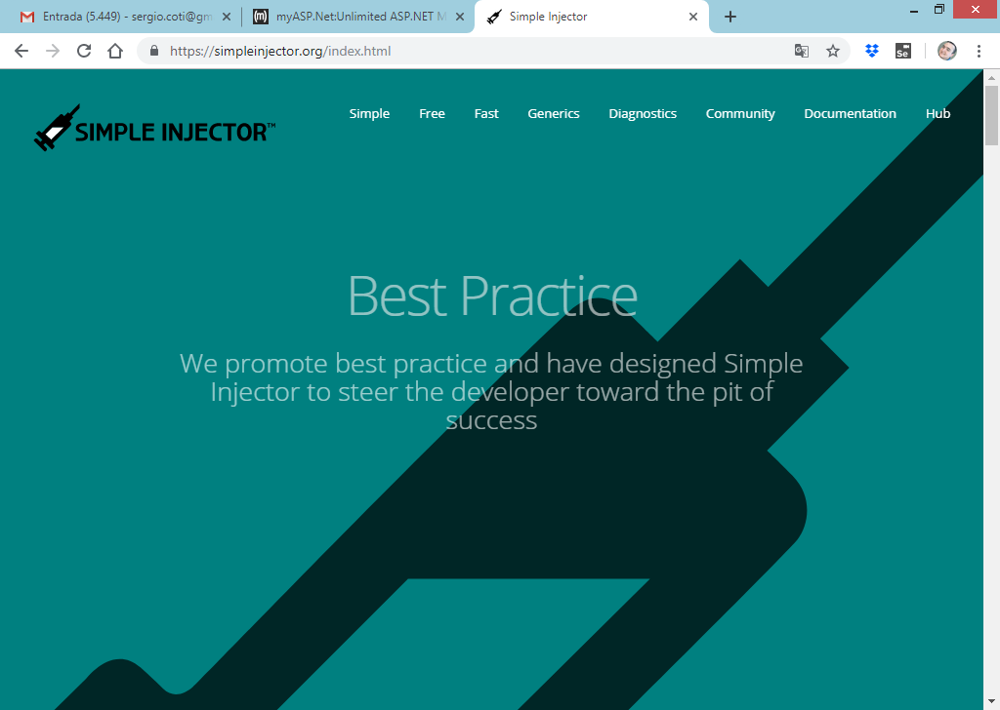 Entrada (5.449) - sergio.coti@gm
myASP.Net:Unlimited ASP.NET M
Simple Injector
https://simpleinjector.org/index.html
Se
SIMPLE INJECTOR™
Simple Free Fast Generics Diagnostics Community Documentation Hub
Best Practice
We promote best practice and have designed Simple
Injector to steer the developer toward the pit of
success